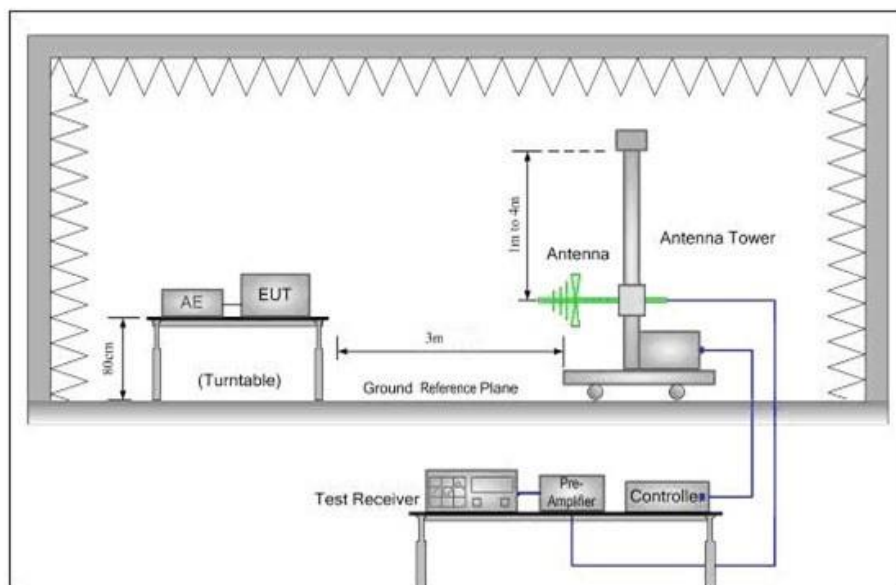 1m to 4m
Antenna
Antenna Tower
AE
EUT
80cm
3m
(Turntable)
Ground Reference Plane
Test Receiver
Pre-
Amplifier
Controller